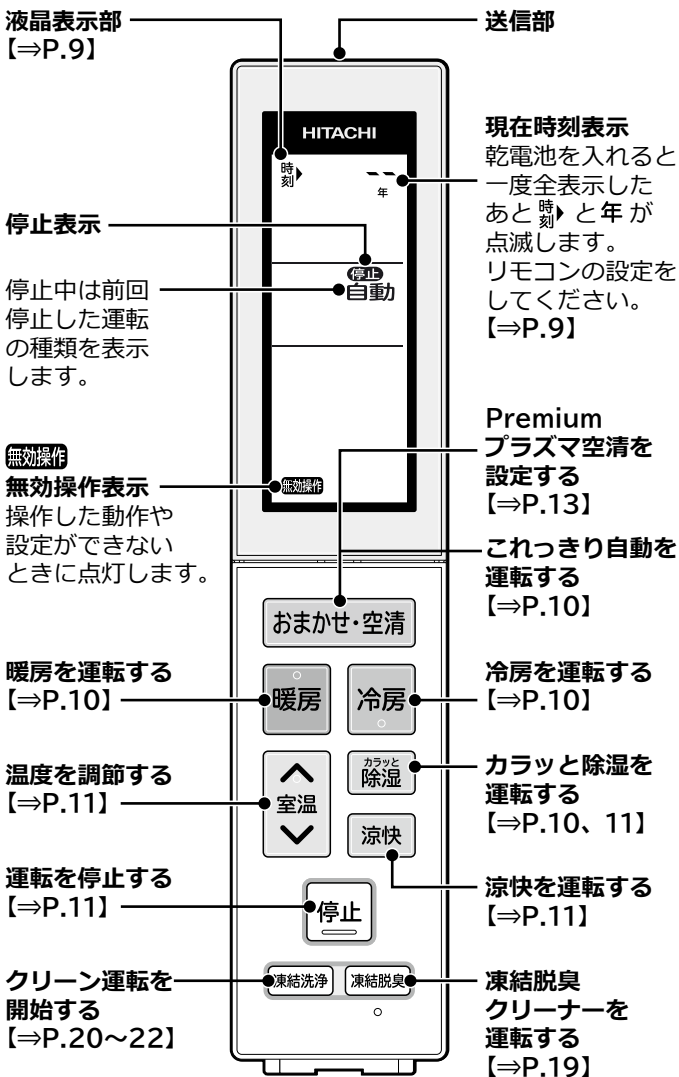 液晶表示部
【⇒P.9】
送信部
HITACHI
時刻
--
年
現在時刻表示
乾電池を入れると
一度全表示した
あと 時刻 と 年 が
点滅します。
リモコンの設定を
してください。
【⇒P.9】
停止表示
停止
自動
停止中は前回
停止した運転
の種類を表示
します。
無効操作
無効操作表示
操作した動作や
設定ができない
ときに点灯します。
無効操作
Premium
プラズマ空清を
設定する
【⇒P.13】
これっきり自動を
運転する
【⇒P.10】
おまかせ・空清
暖房を運転する
【⇒P.10】
暖房
冷房
冷房を運転する
【⇒P.10】
温度を調節する
【⇒P.11】
室温
カラッと
除湿
カラッと除湿を
運転する
【⇒P.10、11】
涼快
涼快を運転する
【⇒P.11】
運転を停止する
【⇒P.11】
停止
クリーン運転を
開始する
【⇒P.20～22】
凍結洗浄
凍結脱臭
凍結脱臭
クリーナーを
運転する
【⇒P.19】